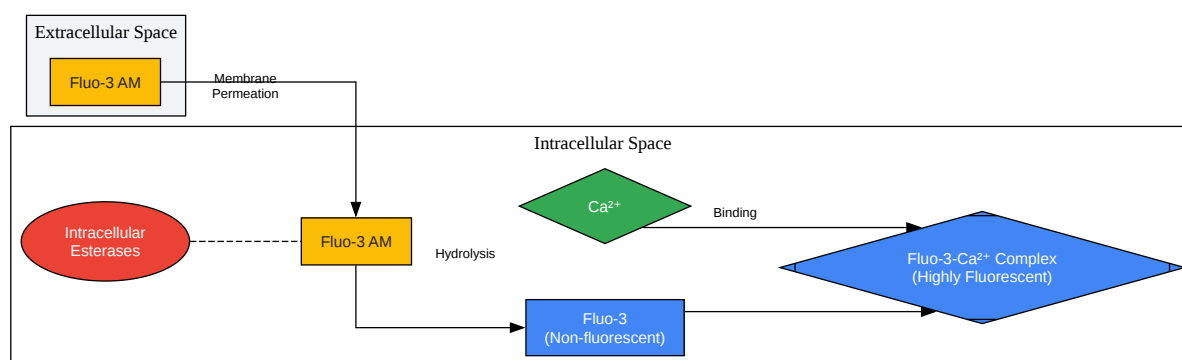 Extracellular Space
Fluo-3 AM
Membrane
Permeation
Intracellular Space
Ca²⁺
Binding
Intracellular
Esterases
Fluo-3 AM
Hydrolysis
Fluo-3-Ca²⁺ Complex
(Highly Fluorescent)
Fluo-3
(Non-fluorescent)